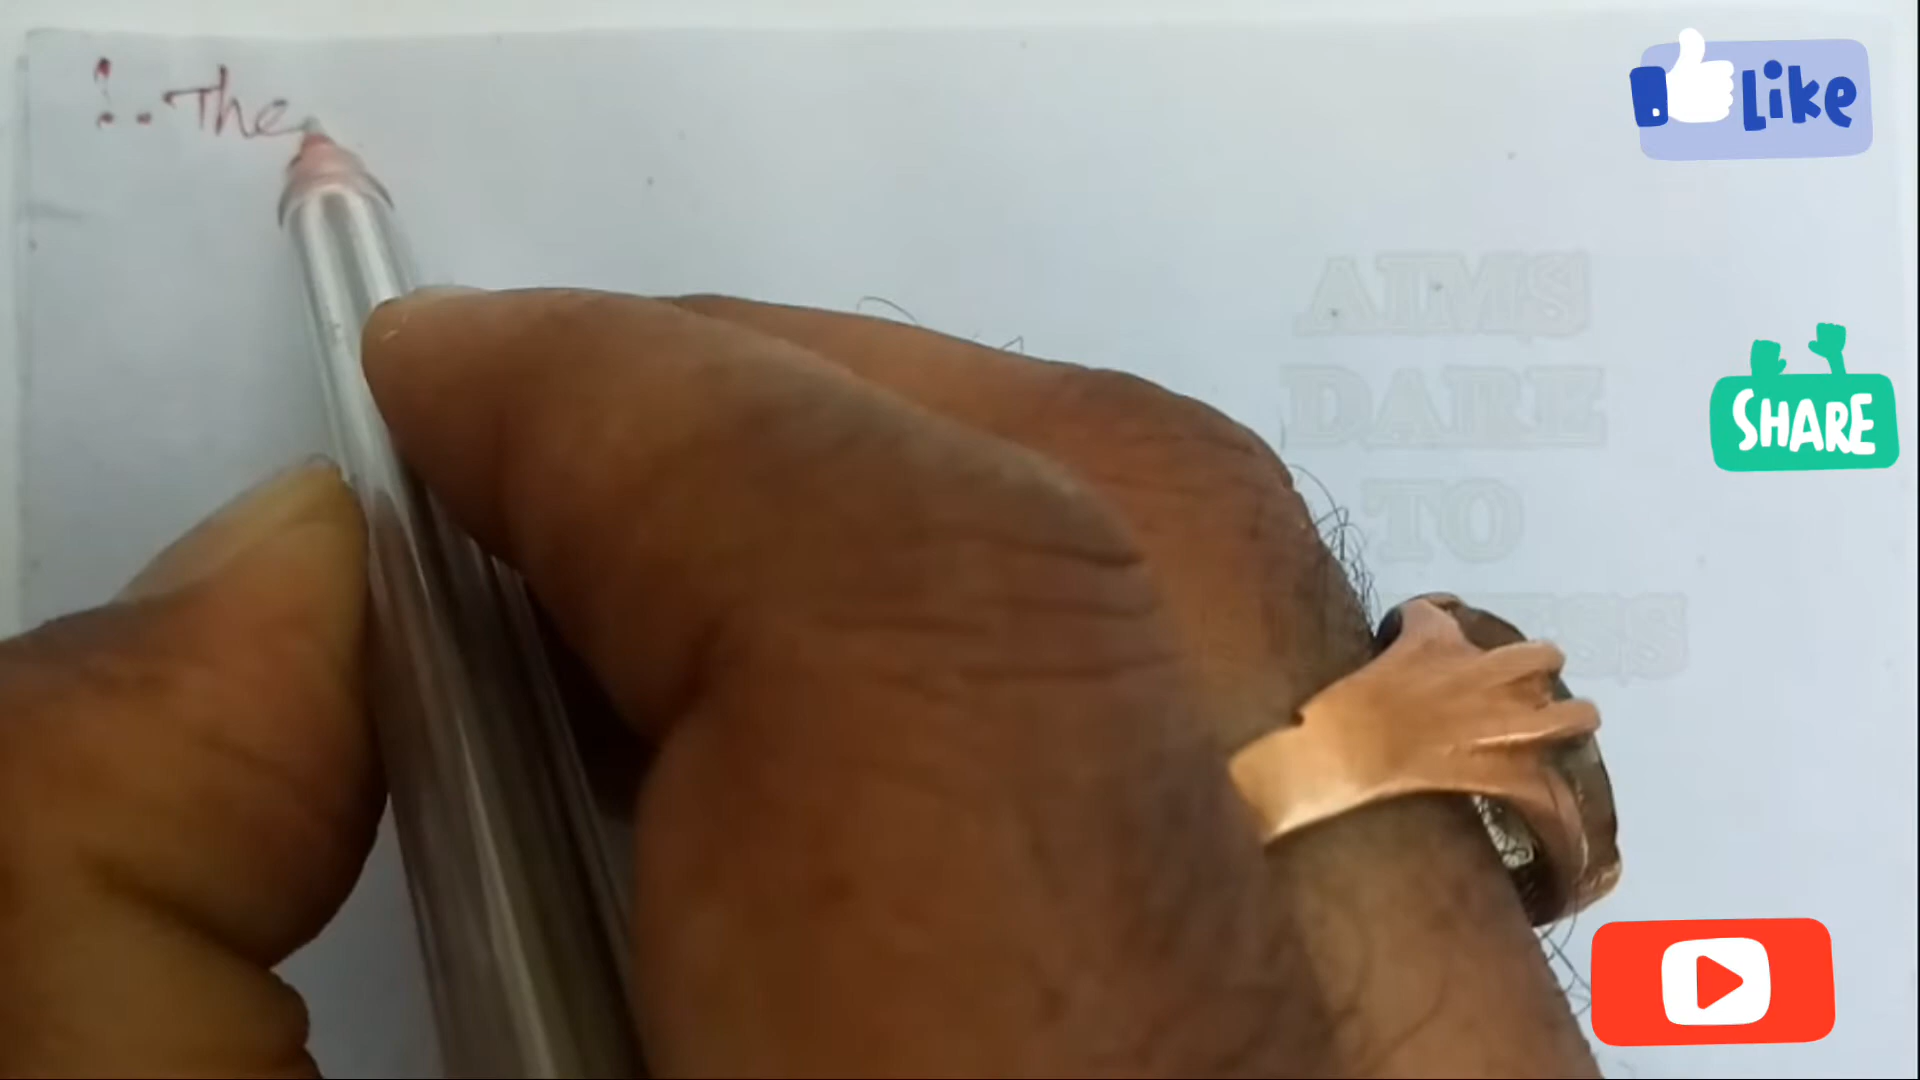 ∴ The
Like
AIMS
SHARE
DARE
TO